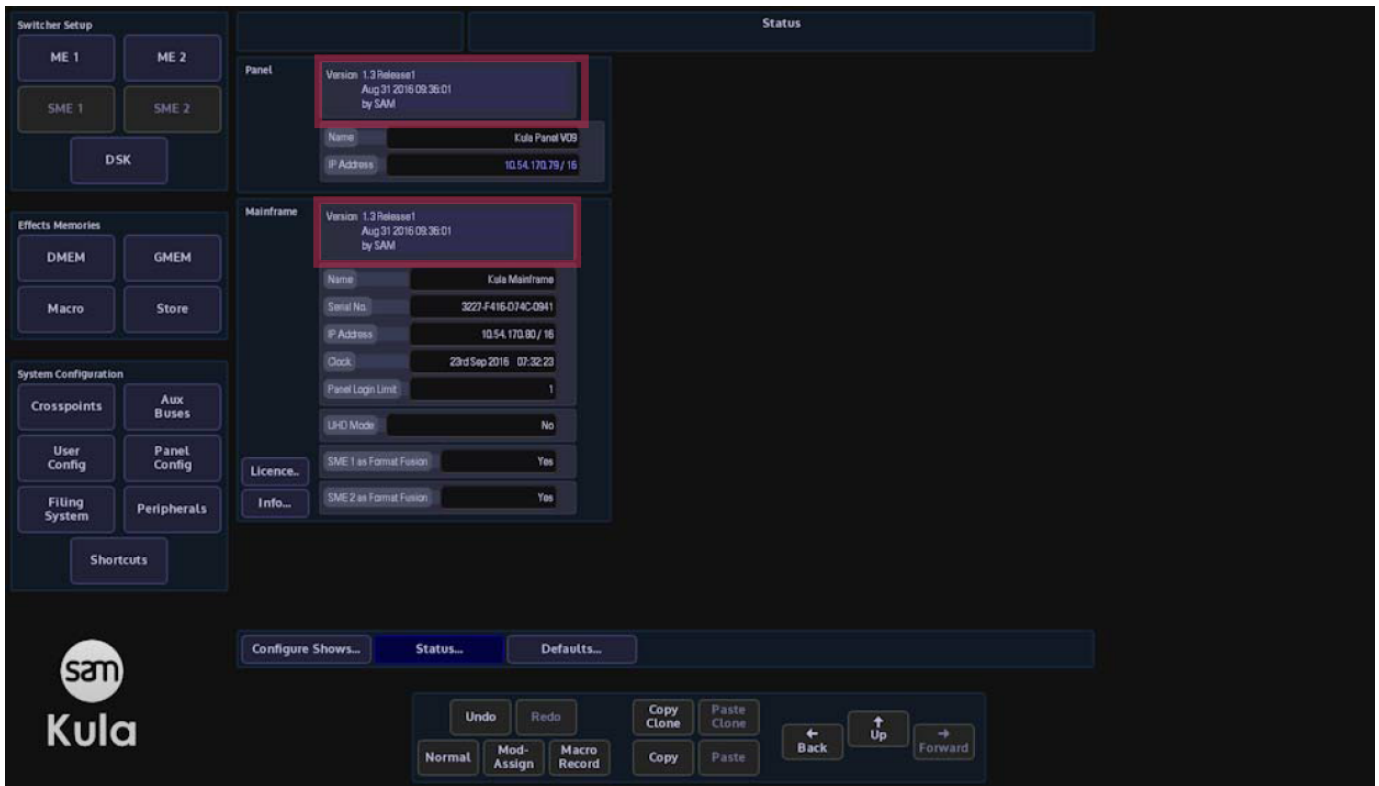 Switcher Setup
ME 1
ME 2
SME 1
SME 2
DSK
Effects Memories
DMEM
GMEM
Macro
Store
System Configuration
Crosspoints
Aux
Buses
User
Config
Panel
Config
Filing
System
Peripherals
Shortcuts
sam
Kula
Status
Panel
Version 1.3 Release1
Aug 31 2016 09:36:01
by SAM
Name
Kula Panel V09
IP Address
10.54.170.79 / 16
Mainframe
Version 1.3 Release1
Aug 31 2016 09:36:01
by SAM
Name
Kula Mainframe
Serial No.
3227-F416-D74C-0941
IP Address
10.54.170.80 / 16
Clock
23rd Sep 2016 07:32:23
Panel Login Limit
1
UHD Mode
No
Licence..
SME 1 as Format Fusion
Yes
Info...
SME 2 as Format Fusion
Yes
Configure Shows...
Status...
Defaults...
Undo
Redo
Copy
Clone
Paste
Clone
Normal
Mod-
Assign
Macro
Record
Copy
Paste
← Back
↑ Up
→ Forward